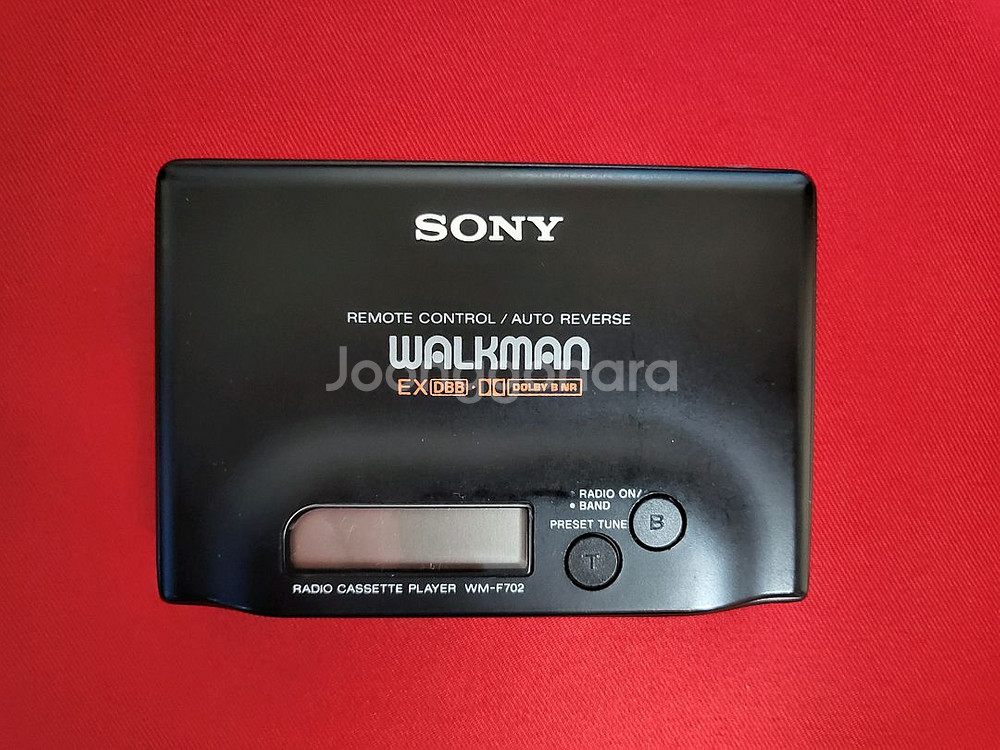 SONY
REMOTE CONTROL / AUTO REVERSE
WALKMAN
Joonggonara
EX DBB · DOLBY B NR
RADIO ON/
• BAND
PRESET TUNE
B
T
RADIO CASSETTE PLAYER WM-F702